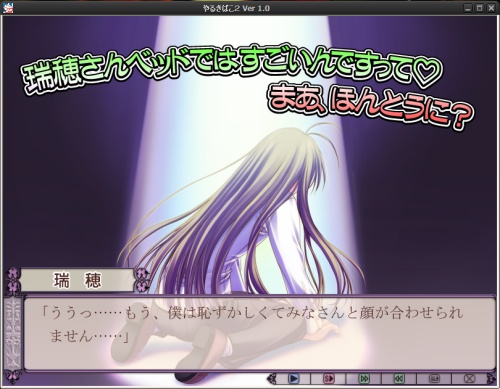 やるきばこ2 Ver 1.0
瑞穂さんベッドではすごいんですって♡
まあ、ほんとうに?
瑞穂
「ううっ……もう、僕は恥ずかしくてみなさんと顔が合わせられ
ません……」